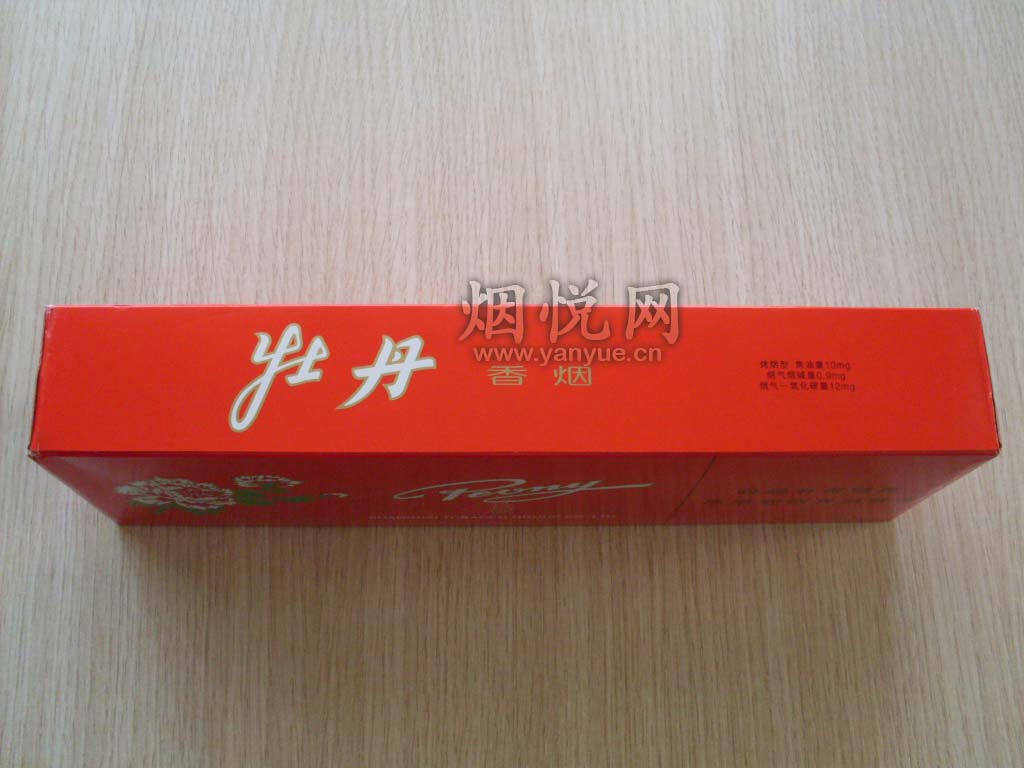 烟悦网
www.yanyue.cn
牡丹
香烟
烤烟型 焦油量10mg
烟气烟碱量0.9mg
烟气一氧化碳量12mg
Peony